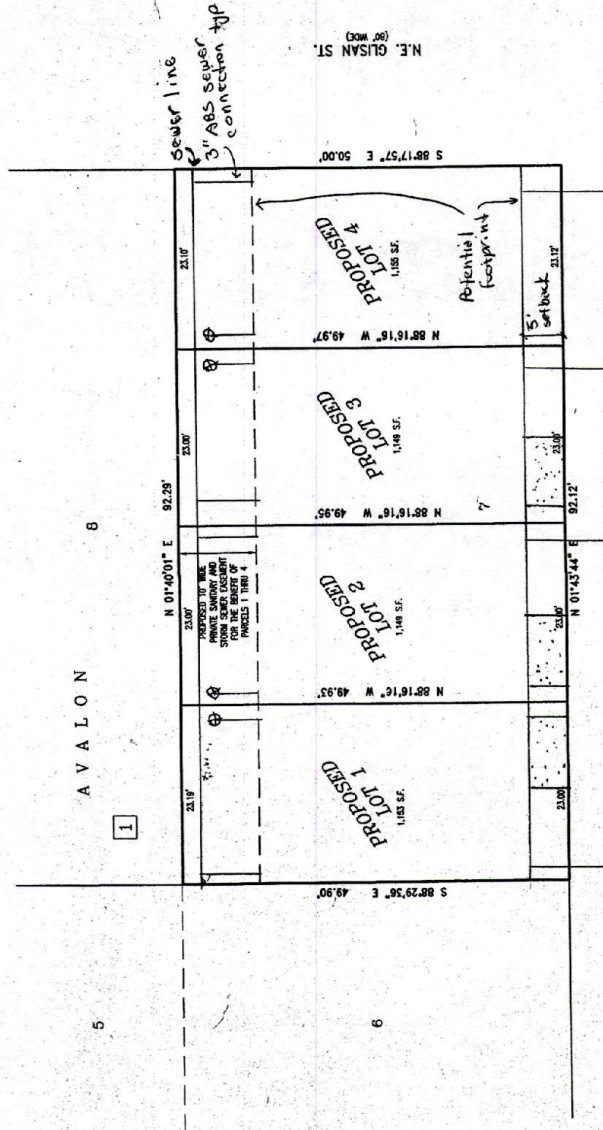 sewer line
3" ABS sewer
connection typ
N.E. GLISAN ST.
(80' WIDE)
S 88°17'57" E 50.00'
A V A L O N
1
8
5
6
7
N 01°40'01" E 92.29'
23.19'
23.00'
23.00'
23.10'
PROPOSED 10' WIDE
PRIVATE SANITARY AND
STORM SEWER EASEMENT
FOR THE BENEFIT OF
PARCELS 1 THRU 4
PROPOSED
LOT 1
1,153 S.F.
PROPOSED
LOT 2
1,149 S.F.
PROPOSED
LOT 3
1,149 S.F.
PROPOSED
LOT 4
1,155 S.F.
S 88°29'36" E 49.90'
N 88°16'16" W 49.93'
N 88°16'16" W 49.95'
N 88°16'16" W 49.97'
Potential
footprint
5'
setback
23.00'
23.00'
23.00'
23.12'
N 01°43'44" E 92.12'